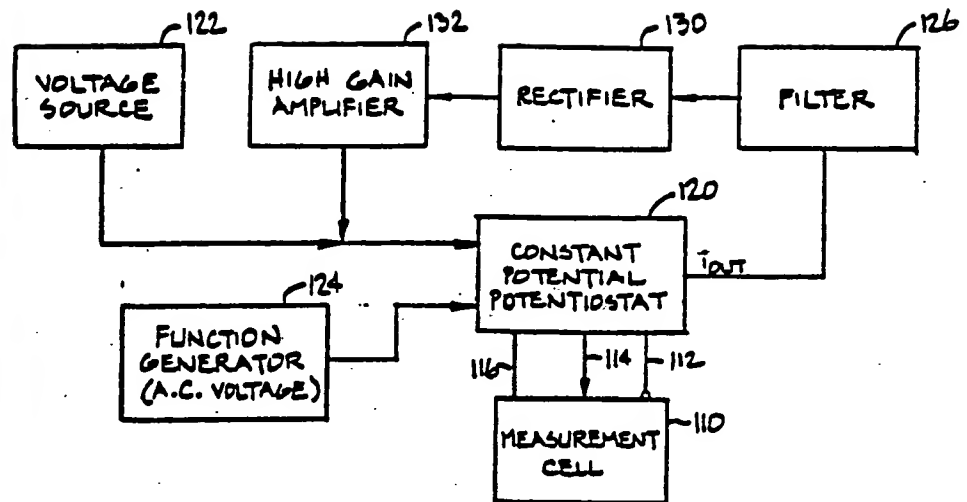 122
132
130
126
VOLTAGE
SOURCE
HIGH GAIN
AMPLIFIER
RECTIFIER
FILTER
120
CONSTANT
POTENTIAL
POTENTIOSTAT
IOUT
124
FUNCTION
GENERATOR
(A.C. VOLTAGE)
116
114
112
110
MEASUREMENT
CELL